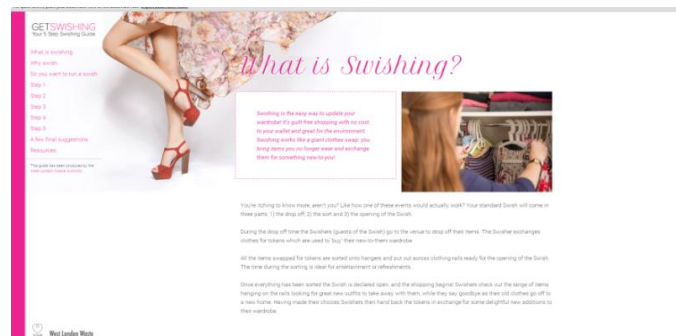 GETSWISHING
Your 5 Step Swishing Guide
What is swishing
Why swish
So you want to run a swish
Step 1
Step 2
Step 3
Step 4
Step 5
A few final suggestions
Resources
*This guide has been produced by the
West London Waste Authority
What is Swishing?
Swishing is the easy way to update your
wardrobe! It's guilt free shopping with no cost
to your wallet and great for the environment.
Swishing works like a giant clothes swap: you
bring items you no longer wear and exchange
them for something new-to-you!
You're itching to know more, aren't you? Like how one of these events would actually work? Your standard Swish will come in
three parts: 1) the drop off, 2) the sort and 3) the opening of the Swish.
During the drop off time the Swishers (guests of the Swish) go to the venue to drop off their items. The Swisher exchanges
clothes for tokens which are used to 'buy' their new-to-them wardrobe.
All the items swapped for tokens are sorted onto hangers and put out across clothing rails ready for the opening of the Swish.
The time during the sorting is ideal for entertainment or refreshments.
Once everything has been sorted the Swish is declared open, and the shopping begins! Swishers check out the range of items
hanging on the rails looking for great new outfits to take away with them, while they say goodbye as their old clothes go off to
a new home. Having made their choices Swishers then hand back the tokens in exchange for some delightful new additions to
their wardrobe.
West London Waste